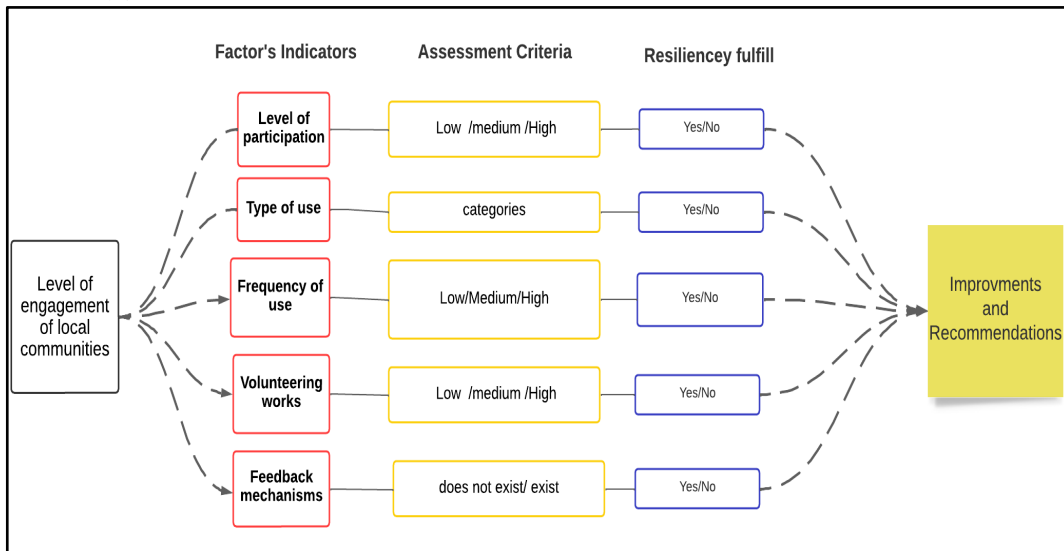 Factor's Indicators
Assessment Criteria
Resiliencey fulfill
Level of
engagement
of local
communities
Level of
participation
Low  /medium /High
Yes/No
Type of use
categories
Yes/No
Frequency of
use
Low/Medium/High
Yes/No
Volunteering
works
Low  /medium /High
Yes/No
Feedback
mechanisms
does not exist/ exist
Yes/No
Improvments
and
Recommendations